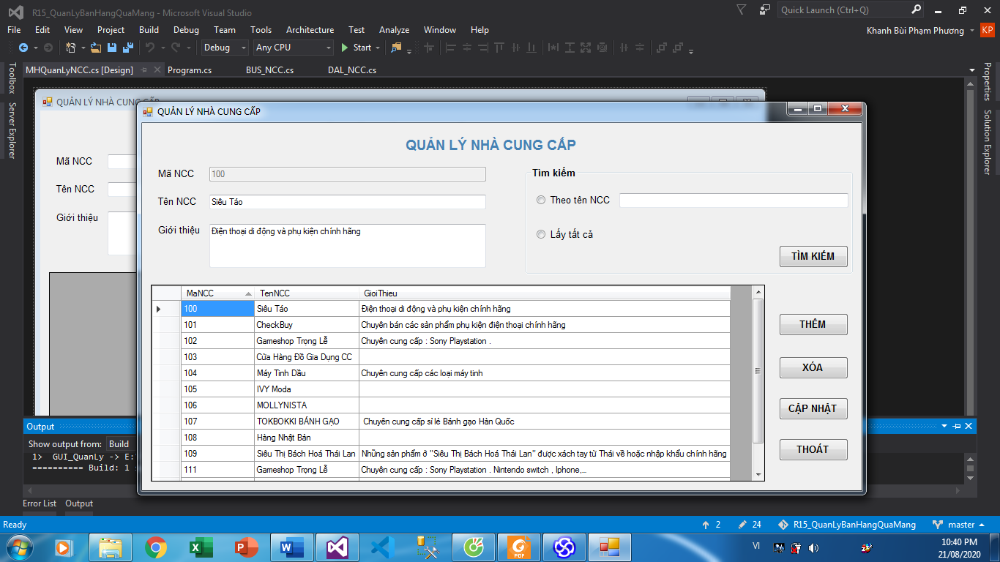 R15_QuanLyBanHangQuaMang - Microsoft Visual Studio
Quick Launch (Ctrl+Q)
File Edit View Project Build Debug Team Tools Architecture Test Analyze Window Help
Khanh Bùi Phạm Phương KP
Debug Any CPU Start
MHQuanLyNCC.cs [Design] Program.cs BUS_NCC.cs DAL_NCC.cs
Toolbox
Server Explorer
Properties
Solution Explorer
QUẢN LÝ NHÀ CUNG CẤP
Mã NCC
Tên NCC
Giới thiệu
QUẢN LÝ NHÀ CUNG CẤP
QUẢN LÝ NHÀ CUNG CẤP
Mã NCC 100
Tên NCC Siêu Táo
Giới thiệu Điện thoại di động và phụ kiện chính hãng
Tìm kiếm
Theo tên NCC
Lấy tất cả
TÌM KIẾM
MaNCC TenNCC GioiThieu
100 Siêu Táo Điện thoại di động và phụ kiện chính hãng
101 CheckBuy Chuyên bán các sản phẩm phụ kiện điện thoại chính hãng
102 Gameshop Trọng Lễ Chuyên cung cấp : Sony Playstation .
103 Cửa Hàng Đồ Gia Dụng CC
104 Máy Tính Dầu Chuyên cung cấp các loại máy tính
105 IVY Moda
106 MOLLYNISTA
107 TOKBOKKI BÁNH GẠO Chuyên cung cấp sỉ lẻ Bánh gạo Hàn Quốc
108 Hàng Nhật Bản
109 Siêu Thị Bách Hoá Thái Lan Những sản phẩm ở "Siêu Thị Bách Hoá Thái Lan" được xách tay từ Thái về hoặc nhập khẩu chính hãng
111 Gameshop Trọng Lễ Chuyên cung cấp : Sony Playstation . Nintendo switch , Iphone,...
THÊM
XÓA
CẬP NHẬT
THOÁT
Output
Show output from: Build
1> GUI_QuanLy -> E:
========== Build: 1
Error List Output
Ready
2 24 R15_QuanLyBanHangQuaMang master
VI
10:40 PM
21/08/2020